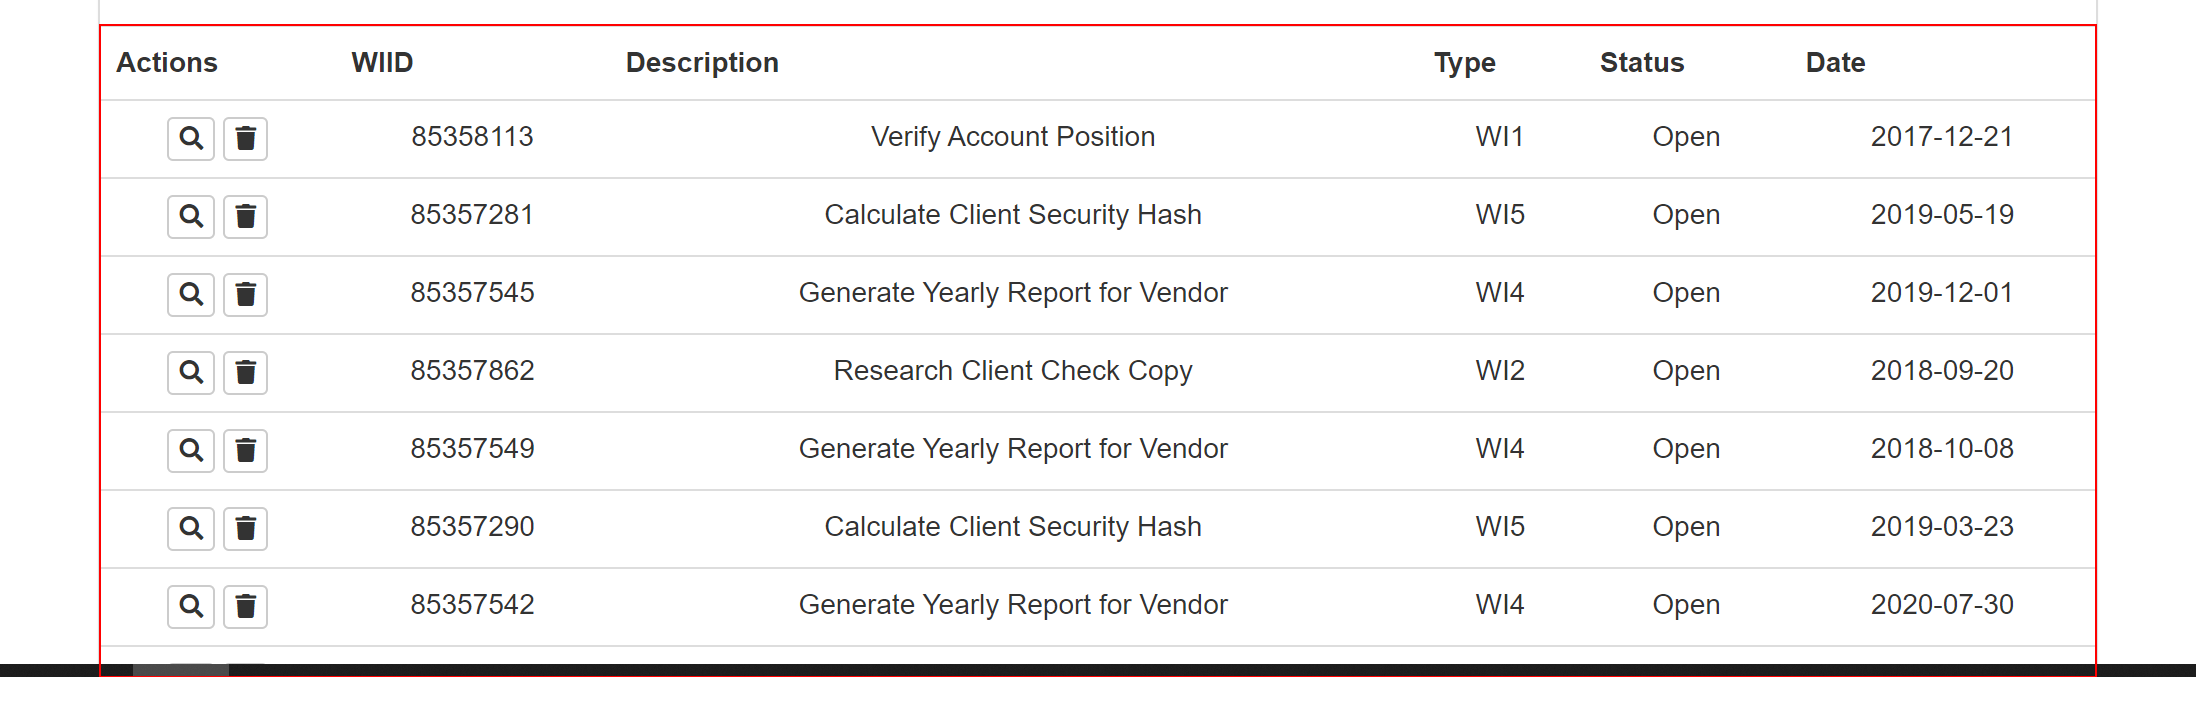 Actions WIID Description Type Status Date
85358113 Verify Account Position WI1 Open 2017-12-21
85357281 Calculate Client Security Hash WI5 Open 2019-05-19
85357545 Generate Yearly Report for Vendor WI4 Open 2019-12-01
85357862 Research Client Check Copy WI2 Open 2018-09-20
85357549 Generate Yearly Report for Vendor WI4 Open 2018-10-08
85357290 Calculate Client Security Hash WI5 Open 2019-03-23
85357542 Generate Yearly Report for Vendor WI4 Open 2020-07-30